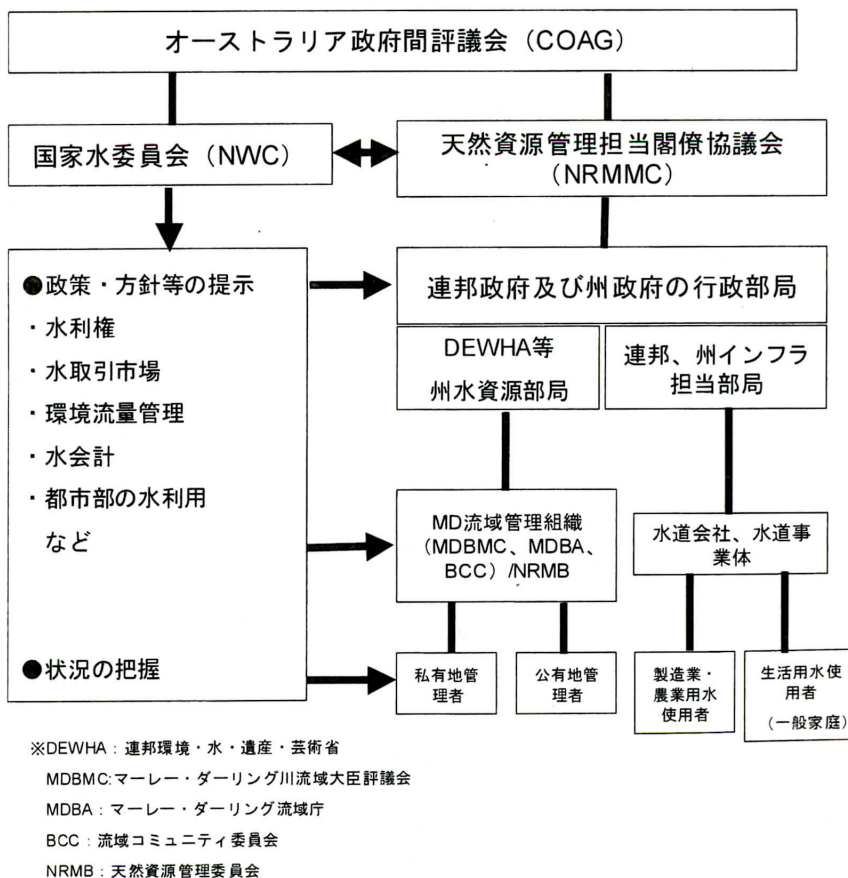 オーストラリア政府間評議会（COAG）
国家水委員会（NWC）
天然資源管理担当閣僚協議会
（NRMMC）
●政策・方針等の提示
・水利権
・水取引市場
・環境流量管理
・水会計
・都市部の水利用
など
●状況の把握
連邦政府及び州政府の行政部局
DEWHA等
州水資源部局
連邦、州インフラ
担当部局
MD流域管理組織
（MDBMC、MDBA、
BCC）/NRMB
水道会社、水道事
業体
私有地管
理者
公有地管
理者
製造業・
農業用水
使用者
生活用水使
用者
（一般家庭）
※DEWHA：連邦環境・水・遺産・芸術省
MDBMC:マーレー・ダーリング川流域大臣評議会
MDBA：マーレー・ダーリング流域庁
BCC：流域コミュニティ委員会
NRMB：天然資源管理委員会